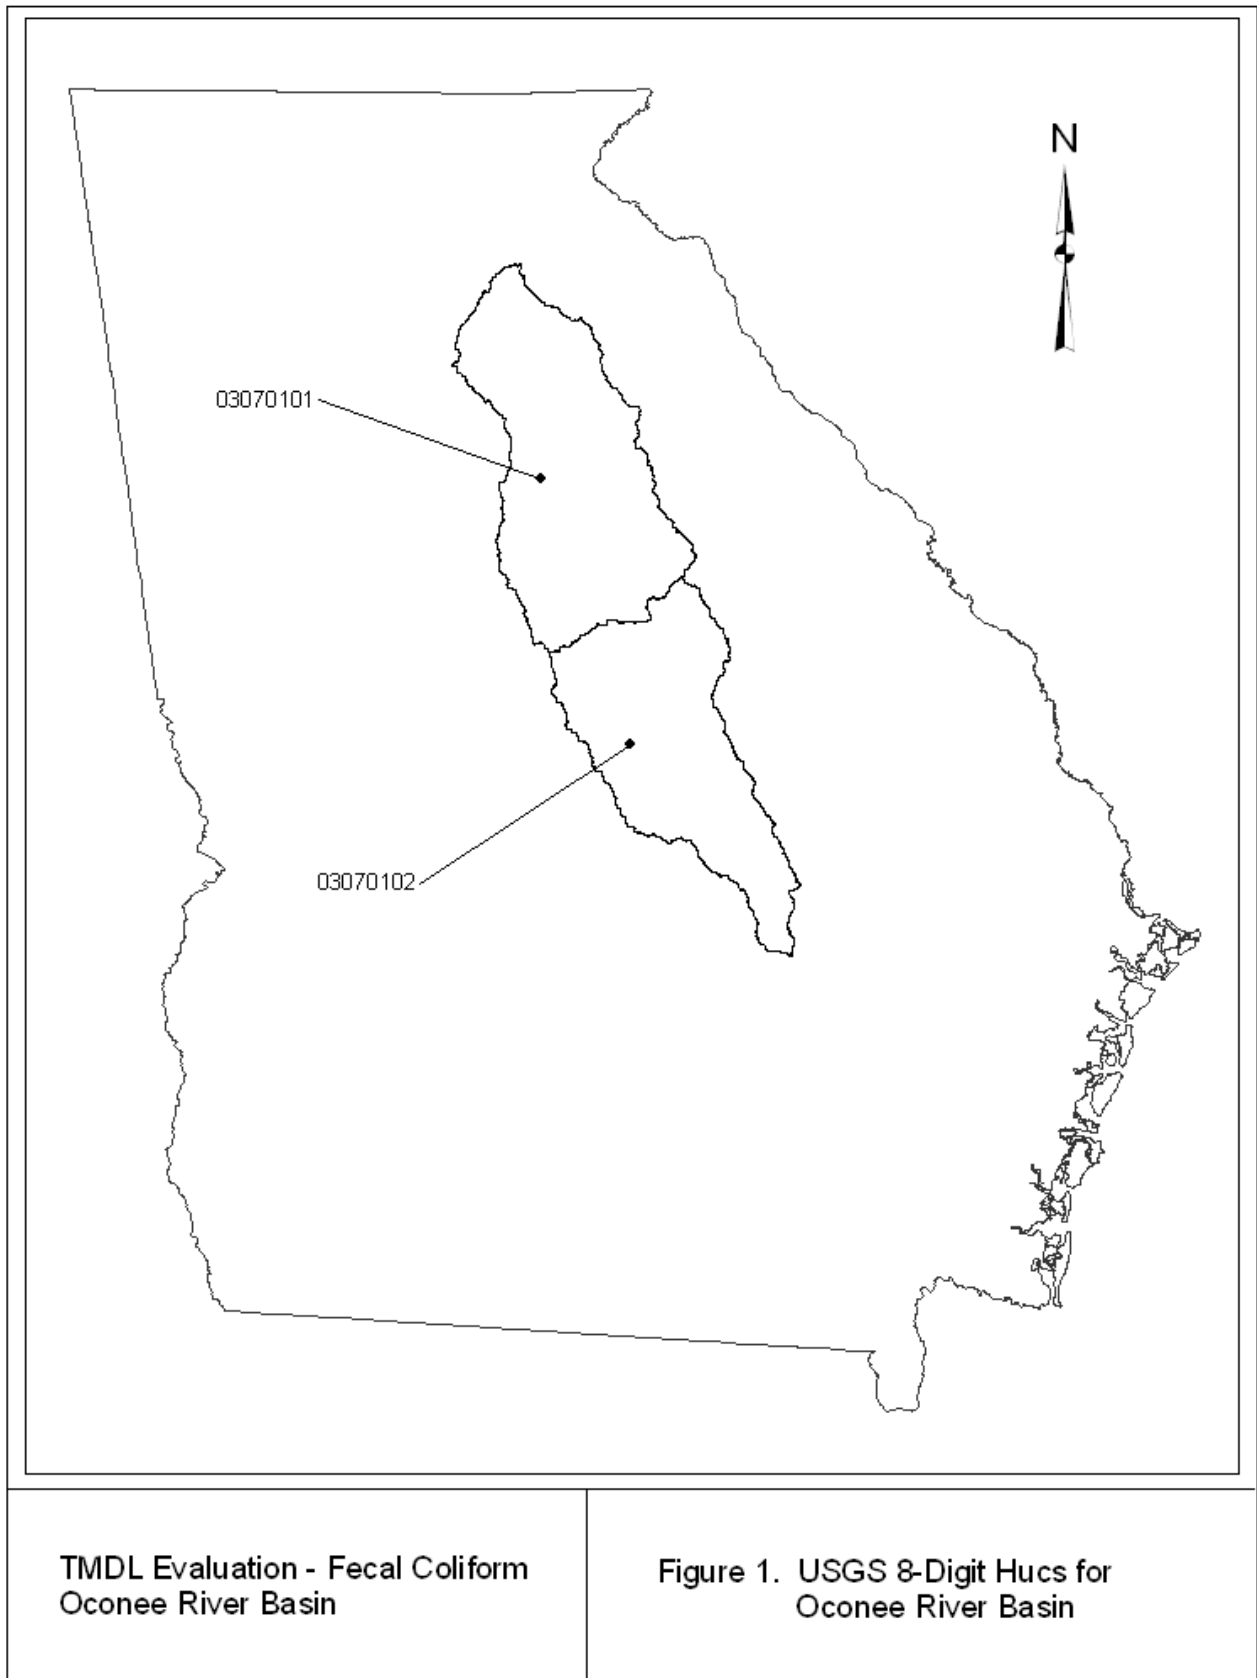 N
03070101
03070102
TMDL Evaluation - Fecal Coliform
Oconee River Basin
Figure 1. USGS 8-Digit Hucs for
Oconee River Basin